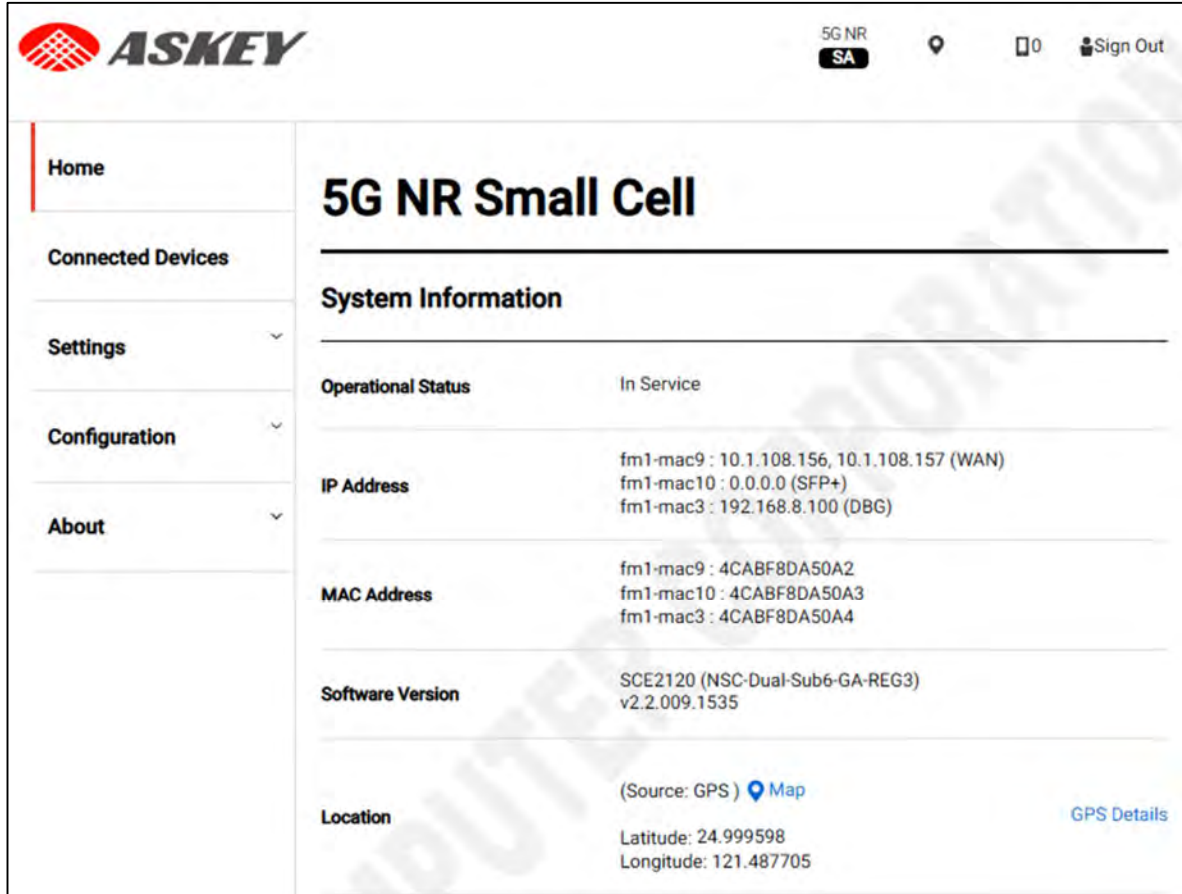 ASKEY
5G NR
SA
0
Sign Out
Home
Connected Devices
Settings
Configuration
About
5G NR Small Cell
System Information
Operational Status
In Service
IP Address
fm1-mac9 : 10.1.108.156, 10.1.108.157 (WAN)
fm1-mac10 : 0.0.0.0 (SFP+)
fm1-mac3 : 192.168.8.100 (DBG)
MAC Address
fm1-mac9 : 4CABF8DA50A2
fm1-mac10 : 4CABF8DA50A3
fm1-mac3 : 4CABF8DA50A4
Software Version
SCE2120 (NSC-Dual-Sub6-GA-REG3)
v2.2.009.1535
Location
(Source: GPS ) Map
GPS Details
Latitude: 24.999598
Longitude: 121.487705
MPUTER CORPORATION